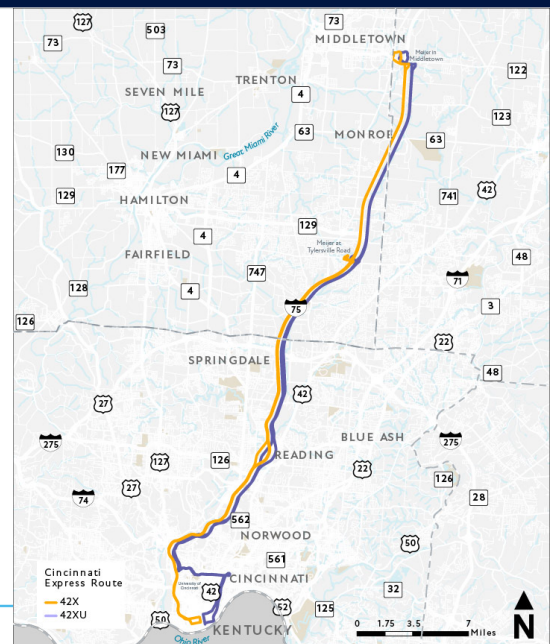 127
503
73
73
MIDDLETOWN
Meijer in
Middletown
73
122
TRENTON
SEVEN MILE
4
127
123
Great Miami River
63
MONROE
63
130
NEW MIAMI
177
4
129
741
42
HAMILTON
129
4
Meijer at
Tylersville Road
FAIRFIELD
48
747
71
128
4
75
3
126
22
SPRINGDALE
48
42
27
BLUE ASH
275
275
READING
127
126
22
126
27
74
28
562
NORWOOD
50
561
Cincinnati
Express Route
42X
42XU
University of
Cincinnati
CINCINNATI
42
32
50
52
125
Ohio River
KENTUCKY
0 1.75 3.5 7
Miles
N